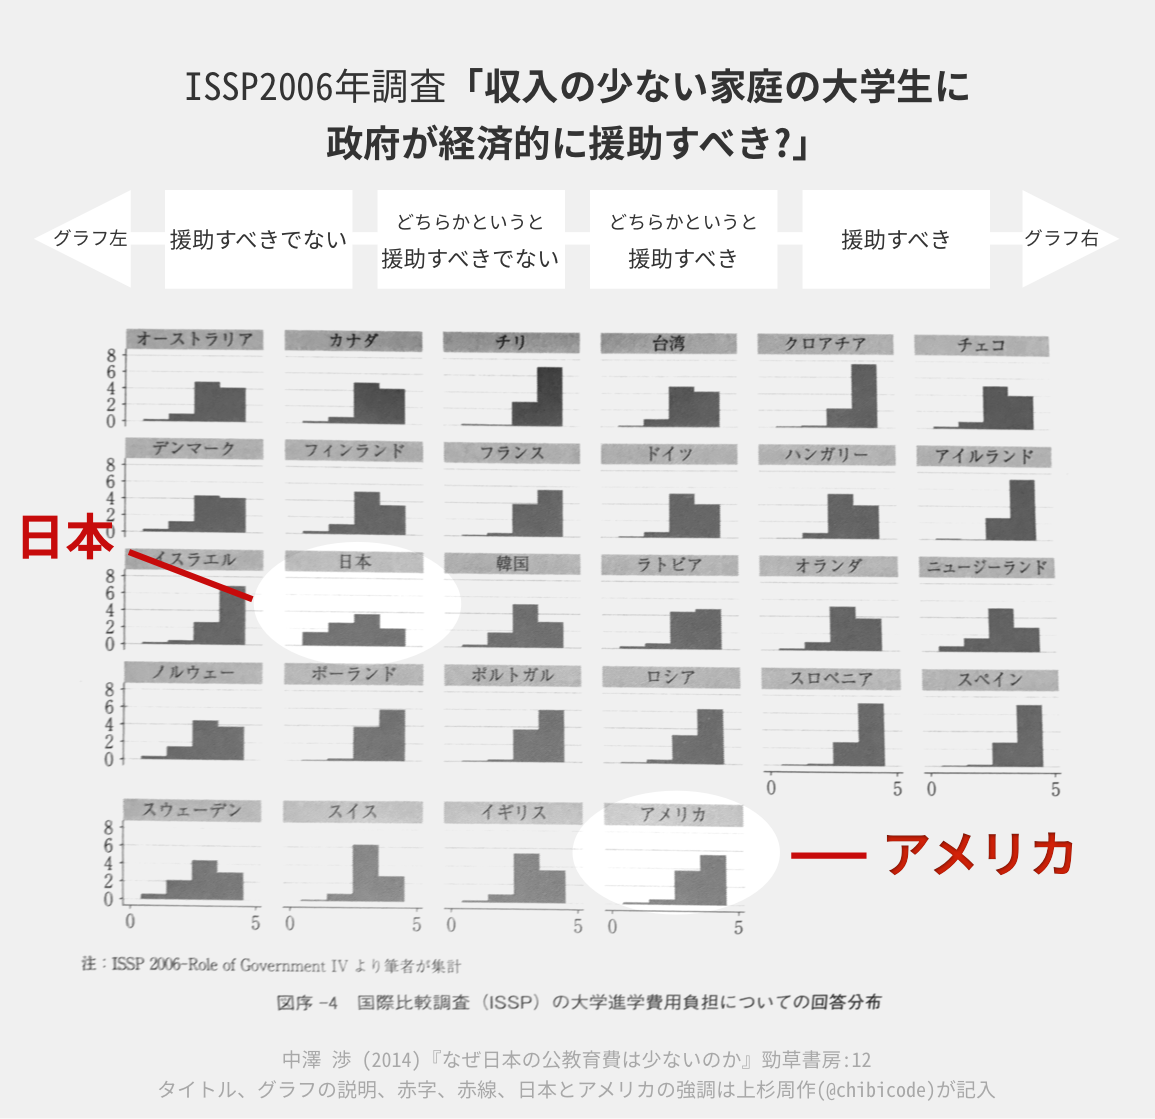 ISSP2006年調査「収入の少ない家庭の大学生に
政府が経済的に援助すべき?」
グラフ左
援助すべきでない
どちらかというと
援助すべきでない
どちらかというと
援助すべき
援助すべき
グラフ右
オーストラリア カナダ チリ 台湾 クロアチア チェコ
8
6
4
2
0
デンマーク フィンランド フランス ドイツ ハンガリー アイルランド
8
6
4
2
0
日本
イスラエル 日本 韓国 ラトビア オランダ ニュージーランド
8
6
4
2
0
ノルウェー ポーランド ポルトガル ロシア スロベニア スペイン
8
6
4
2
0
0 5 0 5
スウェーデン スイス イギリス アメリカ
8
6
4
2
0
アメリカ
0 5 0 5 0 5 0 5
注：ISSP 2006-Role of Government IV より筆者が集計
図序-4 国際比較調査（ISSP）の大学進学費用負担についての回答分布
中澤 渉 (2014)『なぜ日本の公教育費は少ないのか』勁草書房:12
タイトル、グラフの説明、赤字、赤線、日本とアメリカの強調は上杉周作(@chibicode)が記入